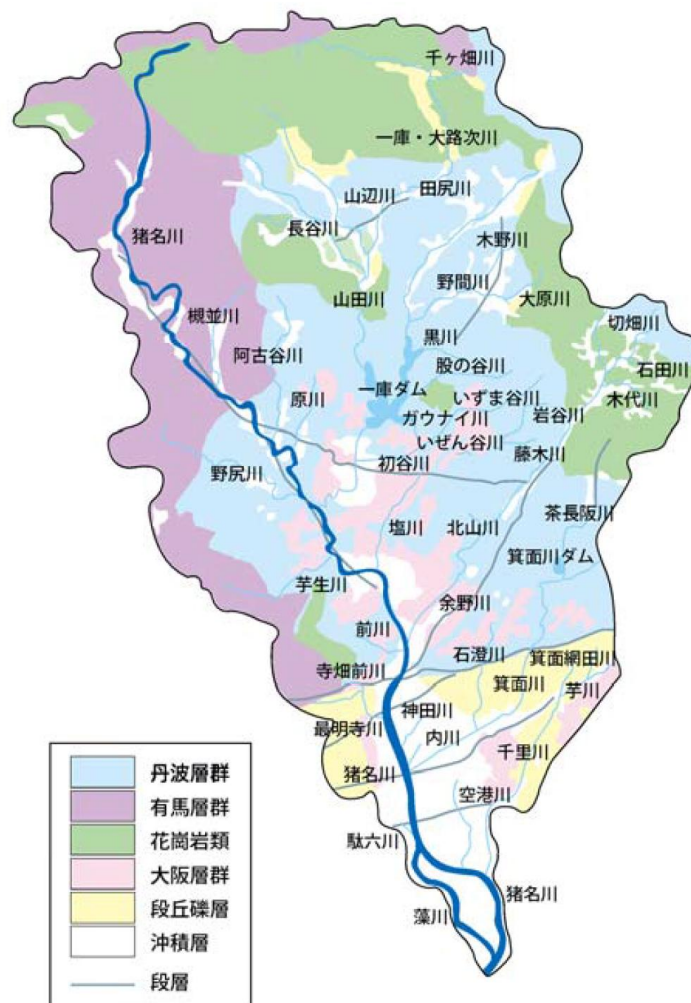 千ヶ畑川
一庫・大路次川
山辺川
田尻川
長谷川
猪名川
木野川
野間川
山田川
大原川
槻並川
黒川
切畑川
阿古谷川
股の谷川
石田川
一庫ダム
いずま谷川
木代川
原川
ガウナイ川
岩谷川
いぜん谷川
藤木川
初谷川
野尻川
茶長阪川
塩川
北山川
箕面川ダム
芋生川
余野川
前川
石澄川
箕面網田川
寺畑前川
箕面川
芋川
神田川
最明寺川
内川
千里川
猪名川
空港川
駄六川
猪名川
藻川
丹波層群
有馬層群
花崗岩類
大阪層群
段丘礫層
沖積層
段層